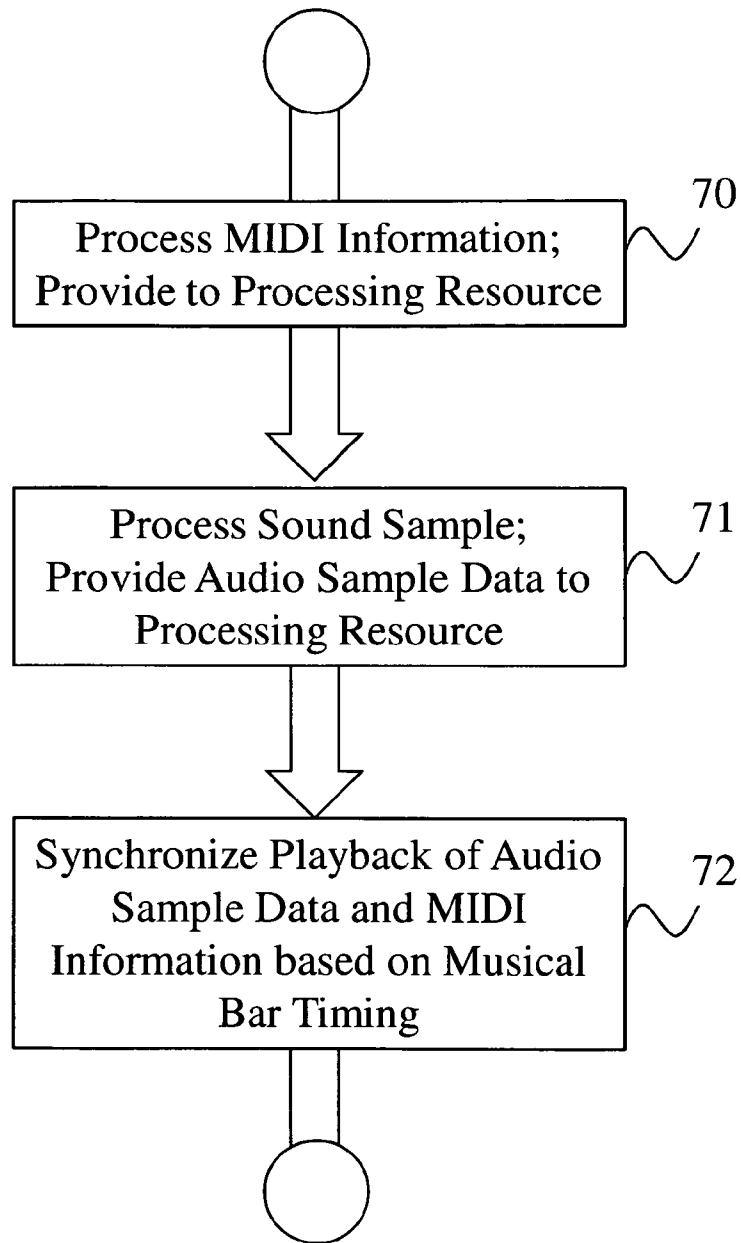 70
Process MIDI Information;
Provide to Processing Resource
71
Process Sound Sample;
Provide Audio Sample Data to
Processing Resource
72
Synchronize Playback of Audio
Sample Data and MIDI
Information based on Musical
Bar Timing